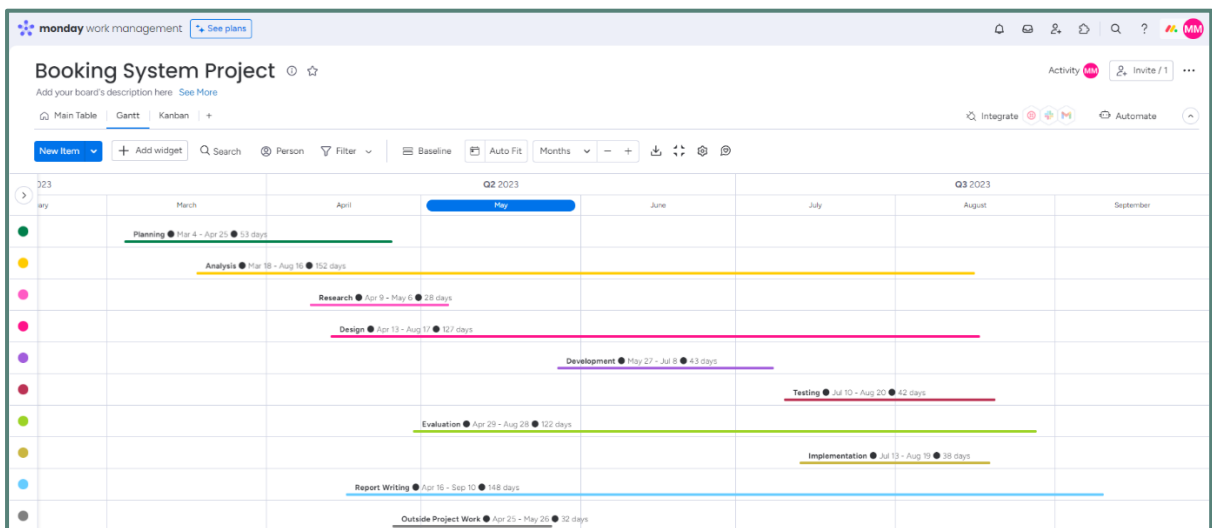 monday work management See plans
MM
Booking System Project
Activity MM Invite / 1
Add your board's description here See More
Main Table Gantt Kanban +
Integrate Automate
New Item + Add widget Search Person Filter Baseline Auto Fit Months - +
023 Q2 2023 Q3 2023
ary March April May June July August September
Planning ● Mar 4 - Apr 25 ● 53 days
Analysis ● Mar 18 - Aug 16 ● 152 days
Research ● Apr 9 - May 6 ● 28 days
Design ● Apr 13 - Aug 17 ● 127 days
Development ● May 27 - Jul 8 ● 43 days
Testing ● Jul 10 - Aug 20 ● 42 days
Evaluation ● Apr 29 - Aug 28 ● 122 days
Implementation ● Jul 13 - Aug 19 ● 38 days
Report Writing ● Apr 16 - Sep 10 ● 148 days
Outside Project Work ● Apr 25 - May 26 ● 32 days